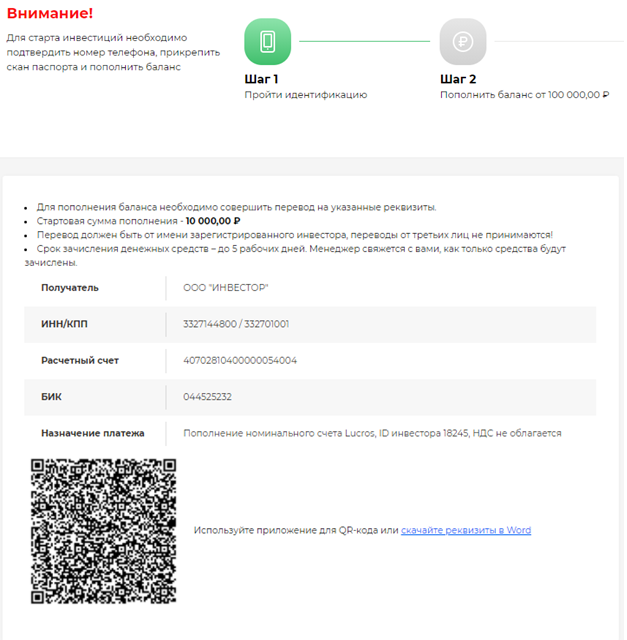 Внимание!
Для старта инвестиций необходимо
подтвердить номер телефона, прикрепить
скан паспорта и пополнить баланс
Шаг 1
Пройти идентификацию
Шаг 2
Пополнить баланс от 100 000,00 ₽
• Для пополнения баланса необходимо совершить перевод на указанные реквизиты.
• Стартовая сумма пополнения - 10 000,00 ₽
• Перевод должен быть от имени зарегистрированного инвестора, переводы от третьих лиц не принимаются!
• Срок зачисления денежных средств – до 5 рабочих дней. Менеджер свяжется с вами, как только средства будут
зачислены.
Получатель ООО "ИНВЕСТОР"
ИНН/КПП 3327144800 / 332701001
Расчетный счет 40702810400000054004
БИК 044525232
Назначение платежа Пополнение номинального счета Lucros, ID инвестора 18245, НДС не облагается
Используйте приложение для QR-кода или скачайте реквизиты в Word